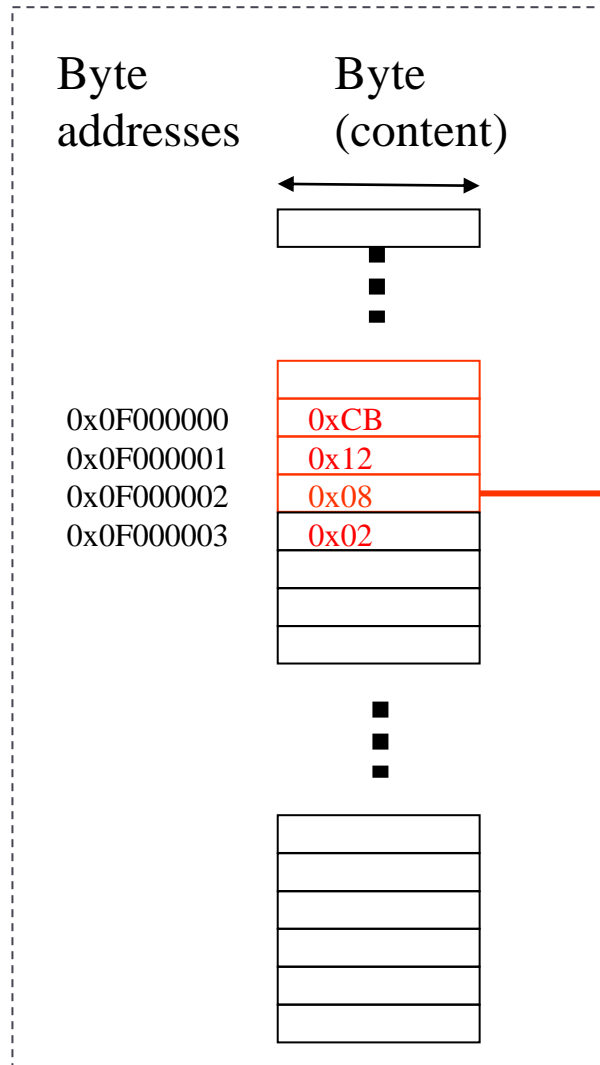 Byte addresses
Byte (content)
0x0F000000 0xCB
0x0F000001 0x12
0x0F000002 0x08
0x0F000003 0x02